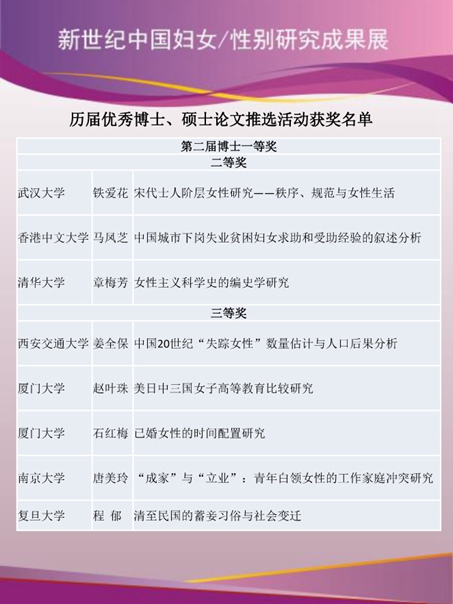 新世纪中国妇女/性别研究成果展
历届优秀博士、硕士论文推选活动获奖名单
第二届博士一等奖
二等奖
武汉大学 铁爱花 宋代士人阶层女性研究——秩序、规范与女性生活
香港中文大学 马凤芝 中国城市下岗失业贫困妇女求助和受助经验的叙述分析
清华大学 章梅芳 女性主义科学史的编史学研究
三等奖
西安交通大学 姜全保 中国20世纪“失踪女性”数量估计与人口后果分析
厦门大学 赵叶珠 美日中三国女子高等教育比较研究
厦门大学 石红梅 已婚女性的时间配置研究
南京大学 唐美玲 “成家”与“立业”：青年白领女性的工作家庭冲突研究
复旦大学 程 郁 清至民国的蓄妾习俗与社会变迁